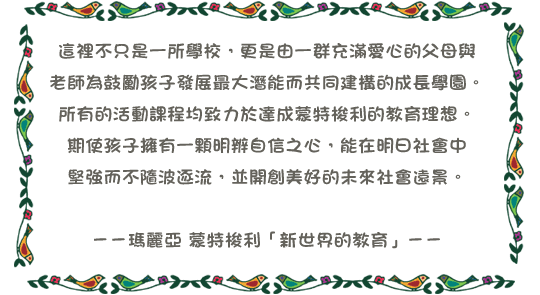 這裡不只是一所學校，更是由一群充滿愛心的父母與
老師為鼓勵孩子發展最大潛能而共同建構的成長學園。
所有的活動課程均致力於達成蒙特梭利的教育理想。
期使孩子擁有一顆明辨自信之心，能在明日社會中
堅強而不隨波逐流，並開創美好的未來社會遠景。
－－瑪麗亞 蒙特梭利「新世界的教育」－－